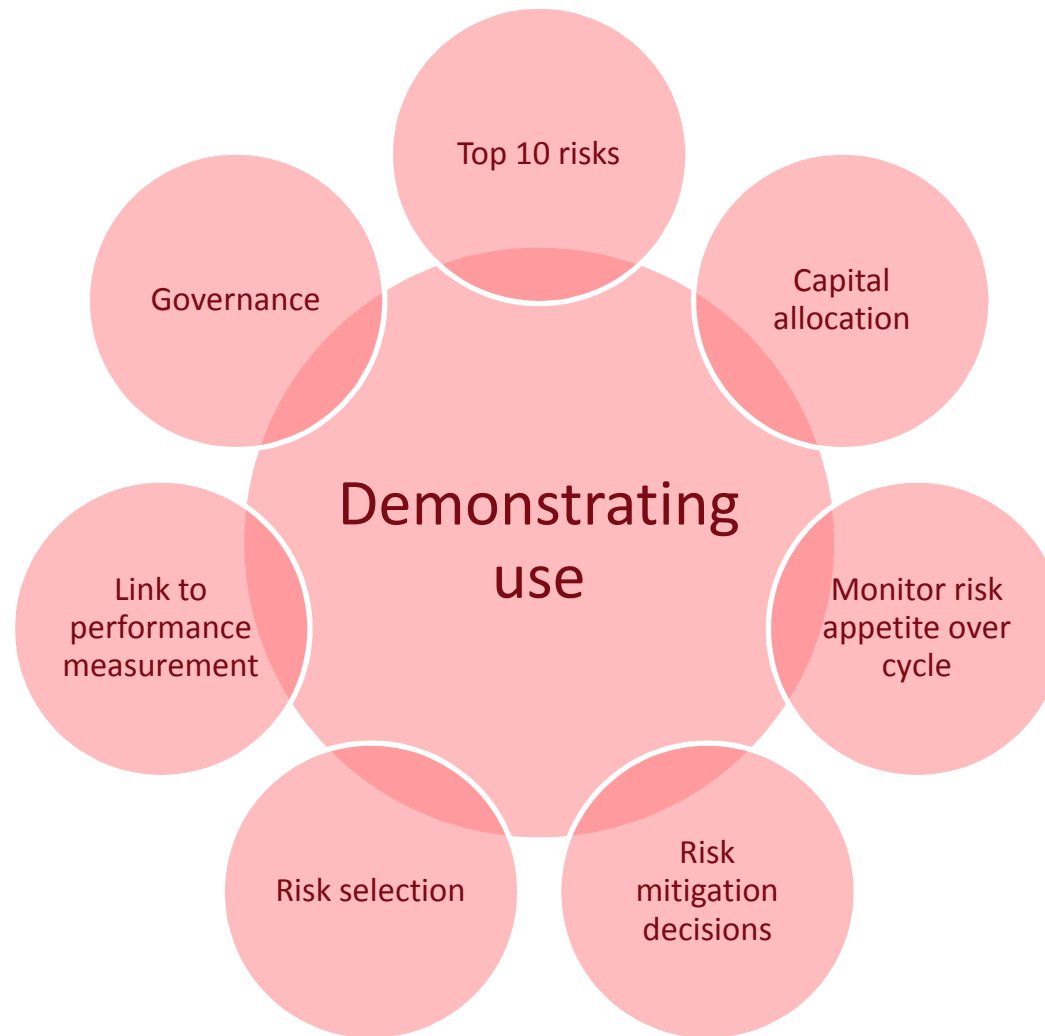 Top 10 risks
Capital
allocation
Monitor risk
appetite over
cycle
Risk
mitigation
decisions
Risk selection
Link to
performance
measurement
Governance
Demonstrating
use